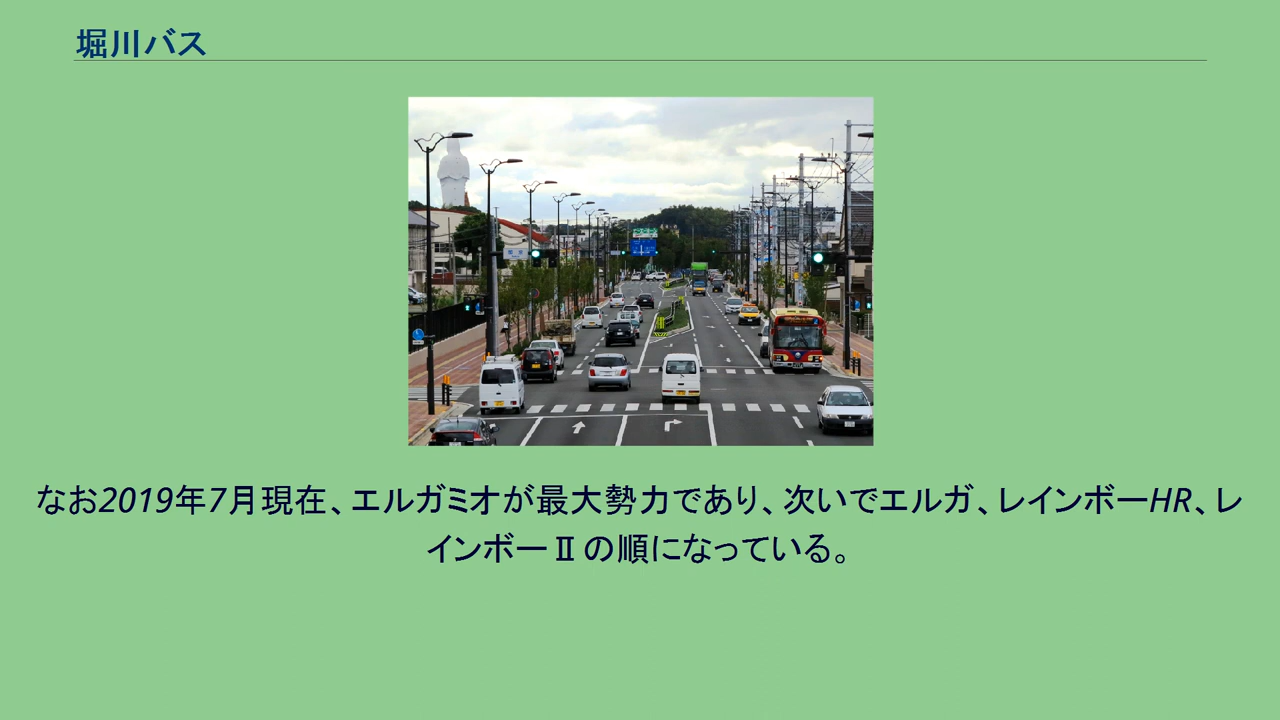 堀川バス
なお2019年7月現在、エルガミオが最大勢力であり、次いでエルガ、レインボーHR、レ
インボーⅡの順になっている。